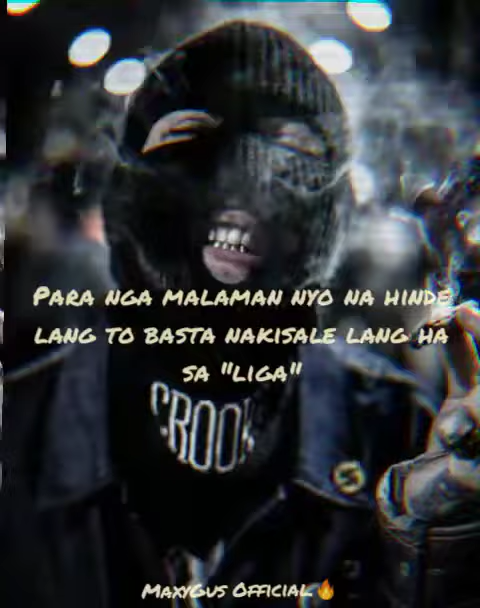 PARA NGA MALAMAN NYO NA HINDE
LANG TO BASTA NAKISALE LANG HA
SA "LIGA"
CROOK
MAXYGUS OFFICIAL🔥